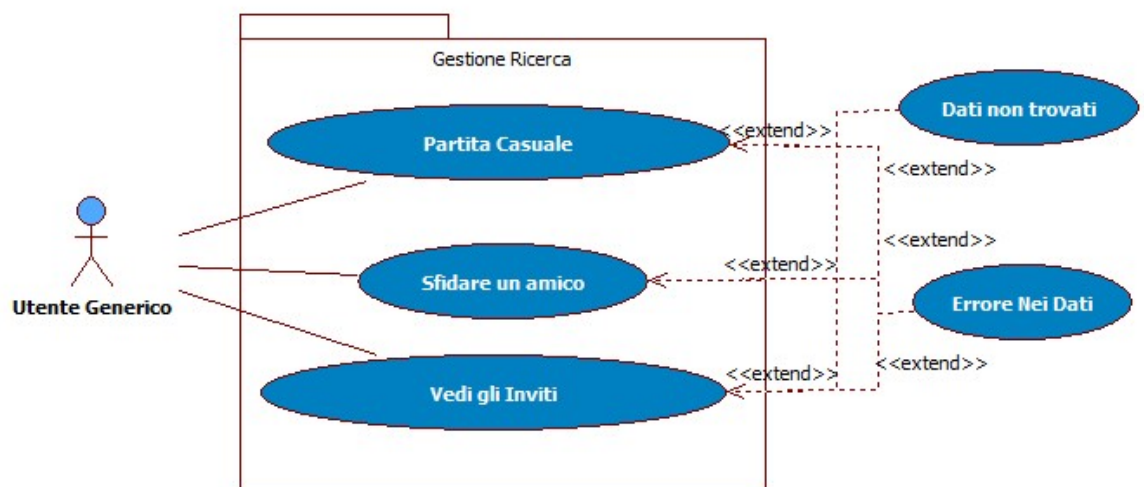 Gestione Ricerca
Partita Casuale
<<extend>>
Dati non trovati
<<extend>>
Utente Generico
Sfidare un amico
<<extend>>
<<extend>>
Errore Nei Dati
Vedi gli Inviti
<<extend>>
<<extend>>